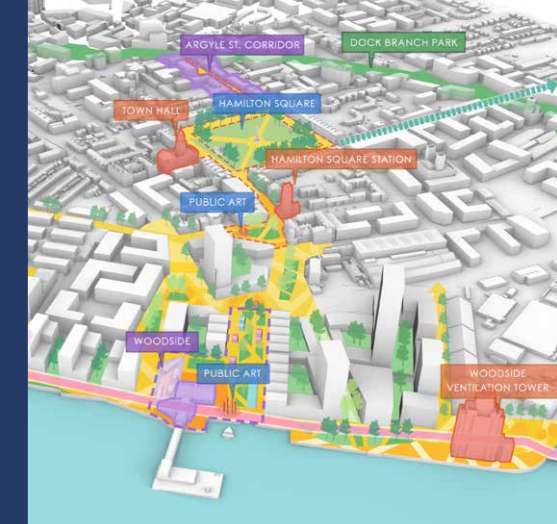 ARGYLE ST. CORRIDOR
DOCK BRANCH PARK
TOWN HALL
HAMILTON SQUARE
HAMILTON SQUARE STATION
PUBLIC ART
WOODSIDE
PUBLIC ART
WOODSIDE
VENTILATION TOWER